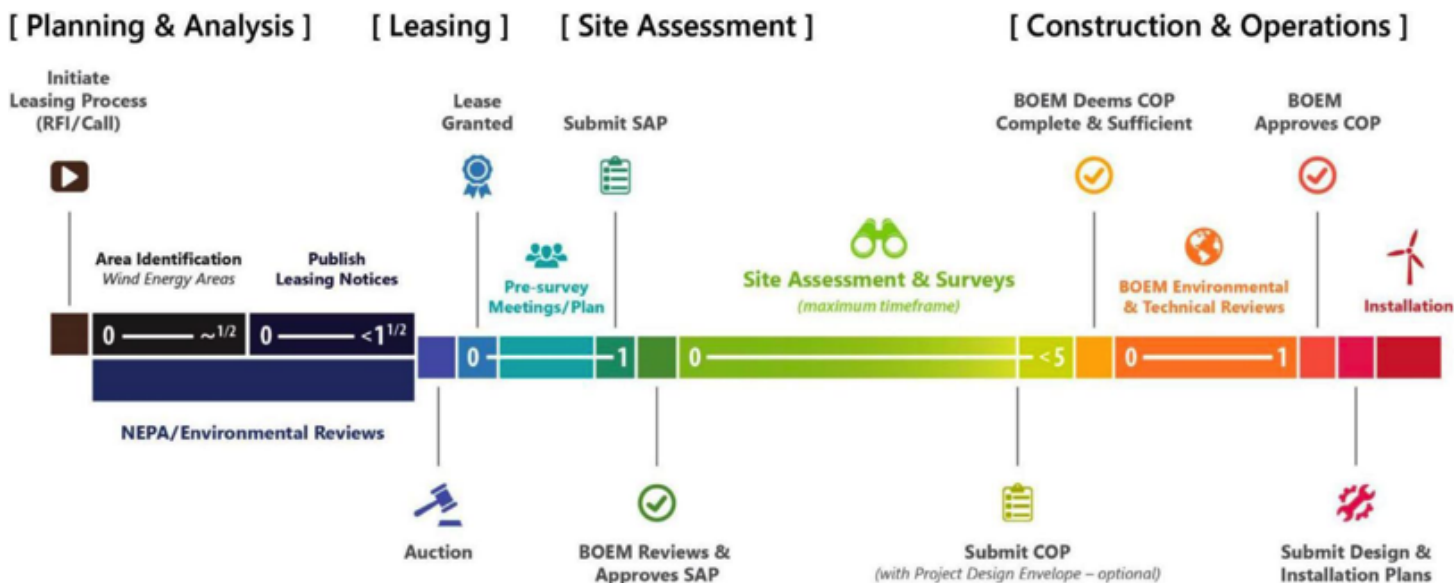 [ Planning & Analysis ] [ Leasing ] [ Site Assessment ] [ Construction & Operations ]
Initiate
Leasing Process
(RFI/Call)
Lease
Granted
Submit SAP
BOEM Deems COP
Complete & Sufficient
BOEM
Approves COP
Area Identification
Wind Energy Areas
Publish
Leasing Notices
Pre-survey
Meetings/Plan
Site Assessment & Surveys
(maximum timeframe)
BOEM Environmental
& Technical Reviews
Installation
0 ~1/2 0 <1 1/2 0 1 0 <5 0 1
NEPA/Environmental Reviews
Auction
BOEM Reviews &
Approves SAP
Submit COP
(with Project Design Envelope – optional)
Submit Design &
Installation Plans